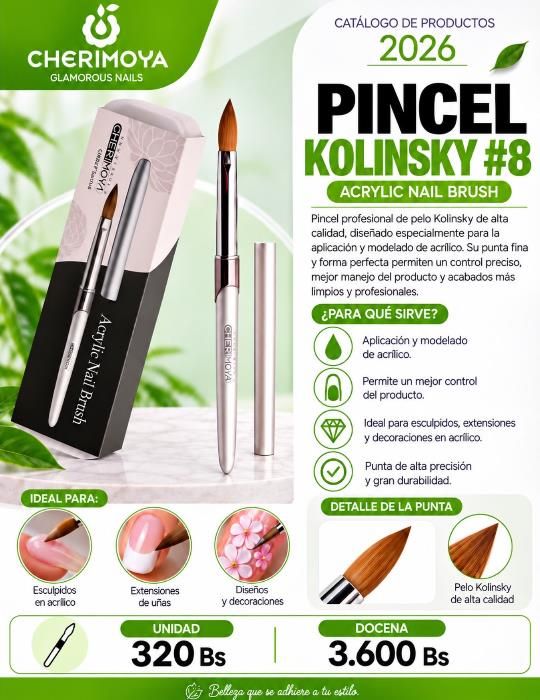 CHERIMOYA
GLAMOROUS NAILS
CATÁLOGO DE PRODUCTOS
2026
PINCEL
KOLINSKY #8
ACRYLIC NAIL BRUSH
Pincel profesional de pelo Kolinsky de alta
calidad, diseñado especialmente para la
aplicación y modelado de acrílico. Su punta fina
y forma perfecta permiten un control preciso,
mejor manejo del producto y acabados más
limpios y profesionales.
¿PARA QUÉ SIRVE?
Aplicación y modelado
de acrílico.
Permite un mejor control
del producto.
Ideal para esculpidos, extensiones
y decoraciones en acrílico.
Punta de alta precisión
y gran durabilidad.
CHERIMOYA
Acrylic Nail Brush
CHERIMOYA
IDEAL PARA:
Esculpidos
en acrílico
Extensiones
de uñas
Diseños
y decoraciones
DETALLE DE LA PUNTA
Pelo Kolinsky
de alta calidad
UNIDAD
320 Bs
DOCENA
3.600 Bs
Belleza que se adhiere a tu estilo.